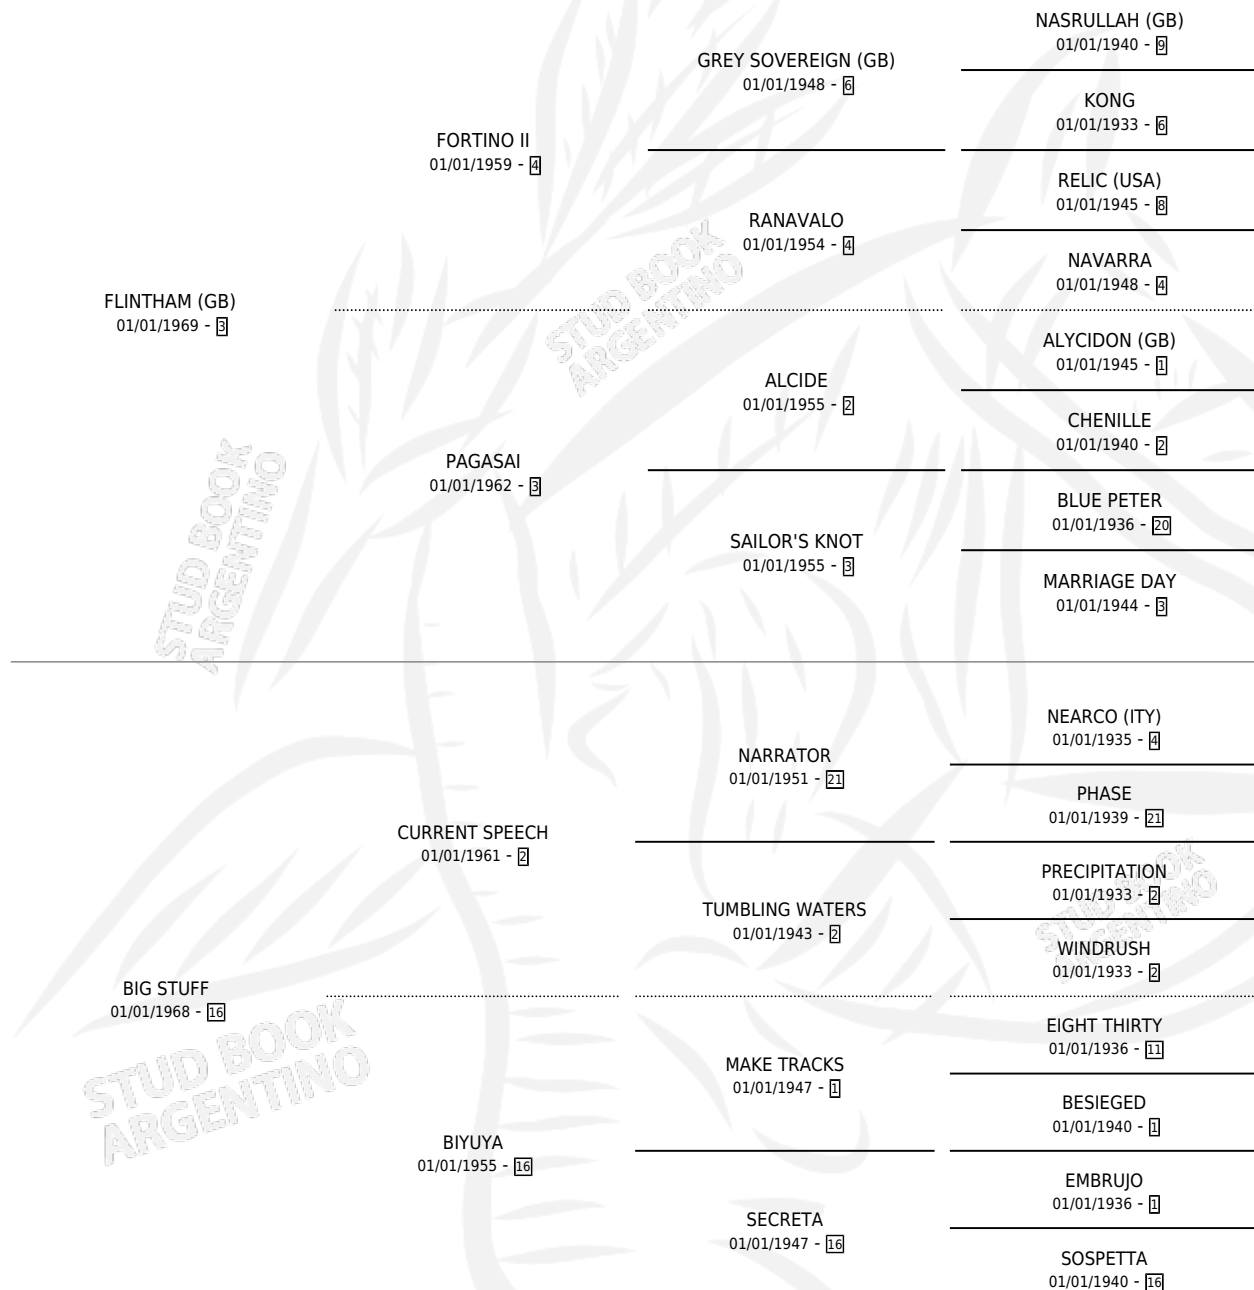 NASRULLAH (GB)
01/01/1940 - 9
GREY SOVEREIGN (GB)
01/01/1948 - 6
KONG
01/01/1933 - 6
FORTINO II
01/01/1959 - 4
RELIC (USA)
01/01/1945 - 8
RANAVALO
01/01/1954 - 4
NAVARRA
01/01/1948 - 4
FLINTHAM (GB)
01/01/1969 - 3
ALYCIDON (GB)
01/01/1945 - 1
ALCIDE
01/01/1955 - 2
CHENILLE
01/01/1940 - 2
PAGASAI
01/01/1962 - 3
BLUE PETER
01/01/1936 - 20
SAILOR'S KNOT
01/01/1955 - 3
MARRIAGE DAY
01/01/1944 - 3
NEARCO (ITY)
01/01/1935 - 4
NARRATOR
01/01/1951 - 21
PHASE
01/01/1939 - 21
CURRENT SPEECH
01/01/1961 - 2
PRECIPITATION
01/01/1933 - 2
TUMBLING WATERS
01/01/1943 - 2
WINDRUSH
01/01/1933 - 2
BIG STUFF
01/01/1968 - 16
EIGHT THIRTY
01/01/1936 - 11
MAKE TRACKS
01/01/1947 - 1
BESIEGED
01/01/1940 - 1
BIYUYA
01/01/1955 - 16
EMBRUJO
01/01/1936 - 1
SECRETA
01/01/1947 - 16
SOSPETTA
01/01/1940 - 16
STUD BOOK
ARGENTINO
STUD BOOK
ARGENTINO
STUD BOOK
ARGENTINO
STUD BOOK
ARGENTINO